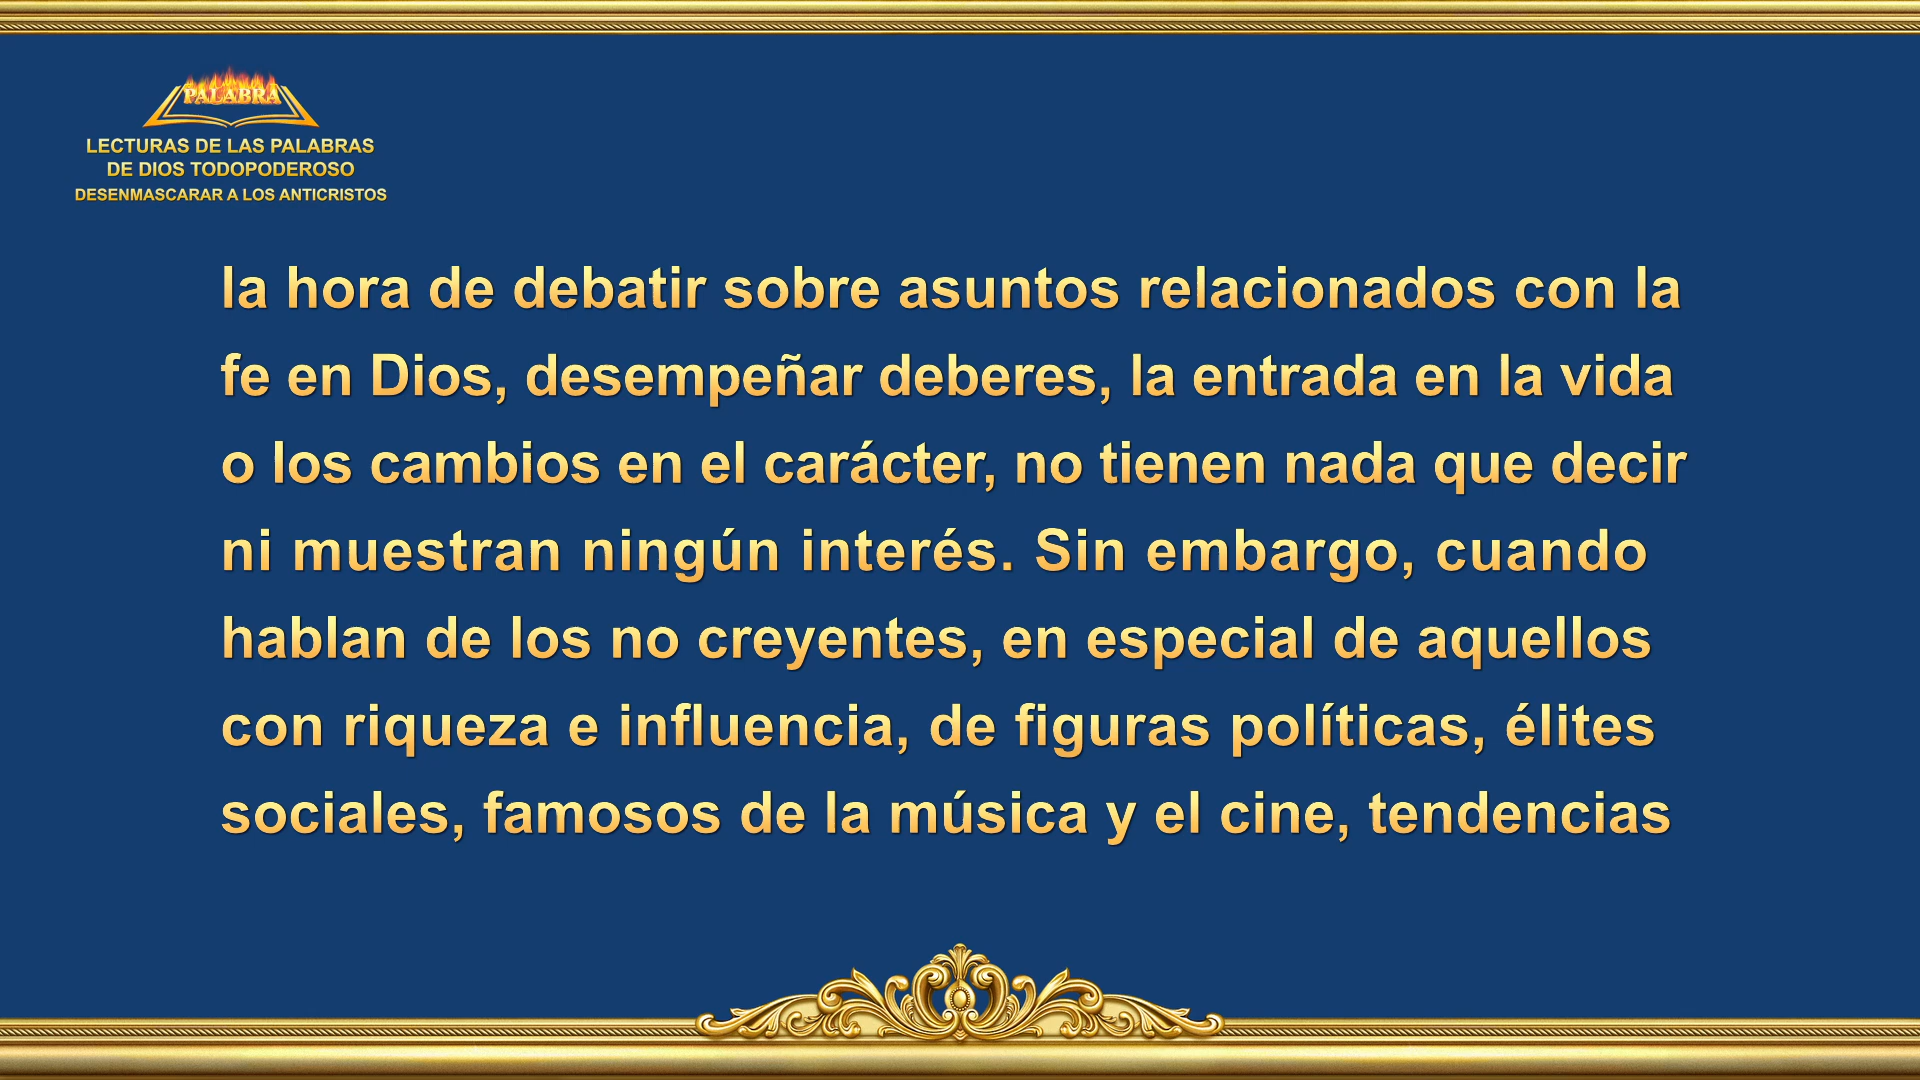 PALABRA
LECTURAS DE LAS PALABRAS
DE DIOS TODOPODEROSO
DESENMASCARAR A LOS ANTICRISTOS
la hora de debatir sobre asuntos relacionados con la
fe en Dios, desempeñar deberes, la entrada en la vida
o los cambios en el carácter, no tienen nada que decir
ni muestran ningún interés. Sin embargo, cuando
hablan de los no creyentes, en especial de aquellos
con riqueza e influencia, de figuras políticas, élites
sociales, famosos de la música y el cine, tendencias